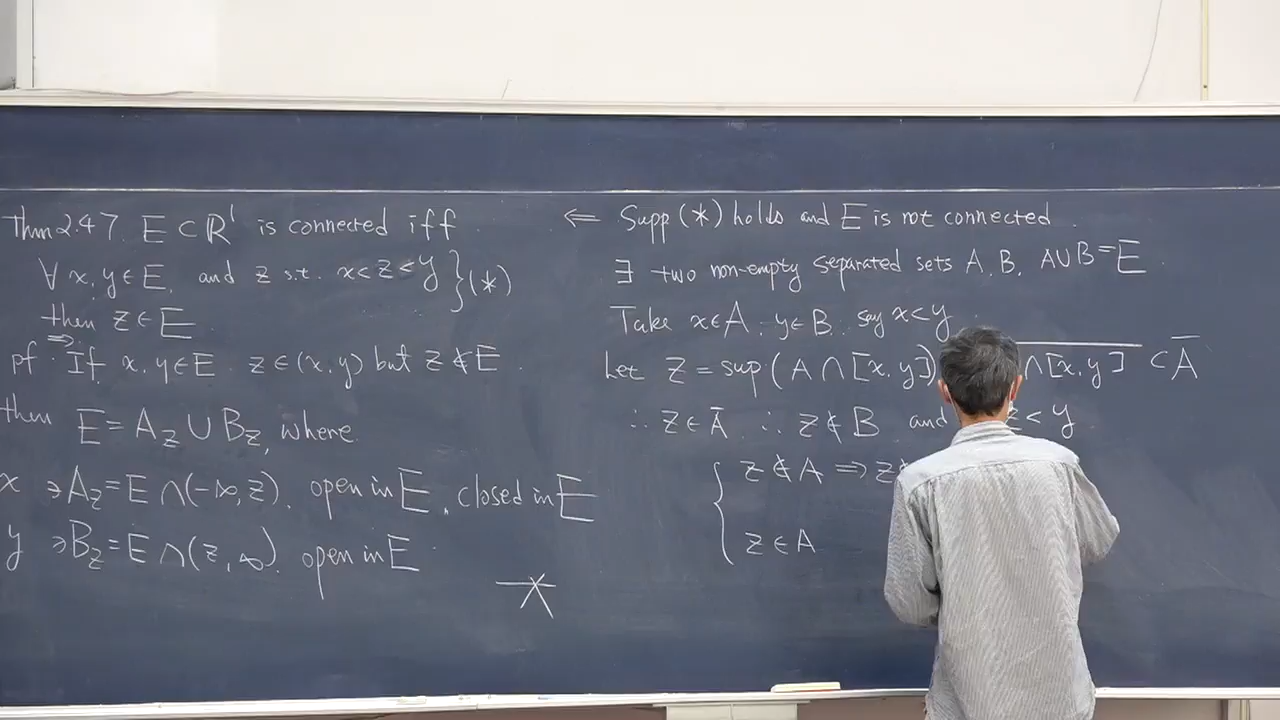 Thm 2.47. E ⊂ ℝ¹ is connected iff
∀ x, y ∈ E, and z s.t. x < z < y } (*)
then z ∈ E
pf. ⟹ If x, y ∈ E z ∈ (x, y) but z ∉ E.
then E = A_z ∪ B_z, where
x ∋ A_z = E ∩ (-∞, z). open in E, closed in E
y ∋ B_z = E ∩ (z, ∞). open in E.
⟸ Supp (*) holds and E is not connected.
∃ two non-empty separated sets A, B, A ∪ B = E.
Take x ∈ A, y ∈ B, say x < y
Let z = sup (A ∩ [x, y]) ∩ [x, y] ⊂ A̅
∴ z ∈ A̅ ∴ z ∉ B and z < y.
{ z ∉ A ⟹ z
z ∈ A